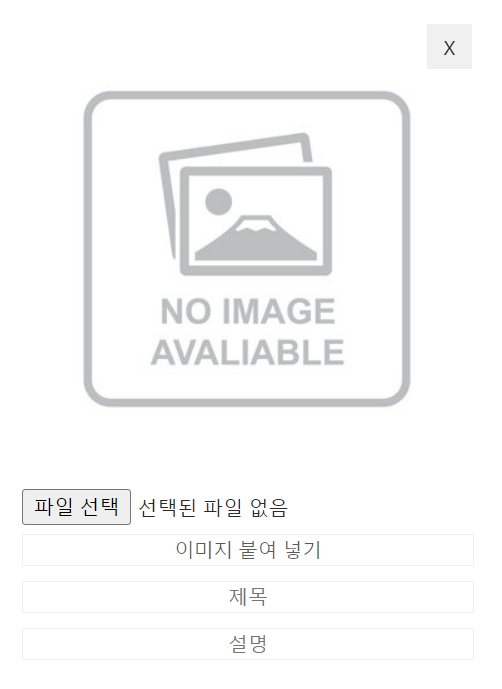 X
NO IMAGE
AVALIABLE
파일 선택 선택된 파일 없음
이미지 붙여 넣기
제목
설명